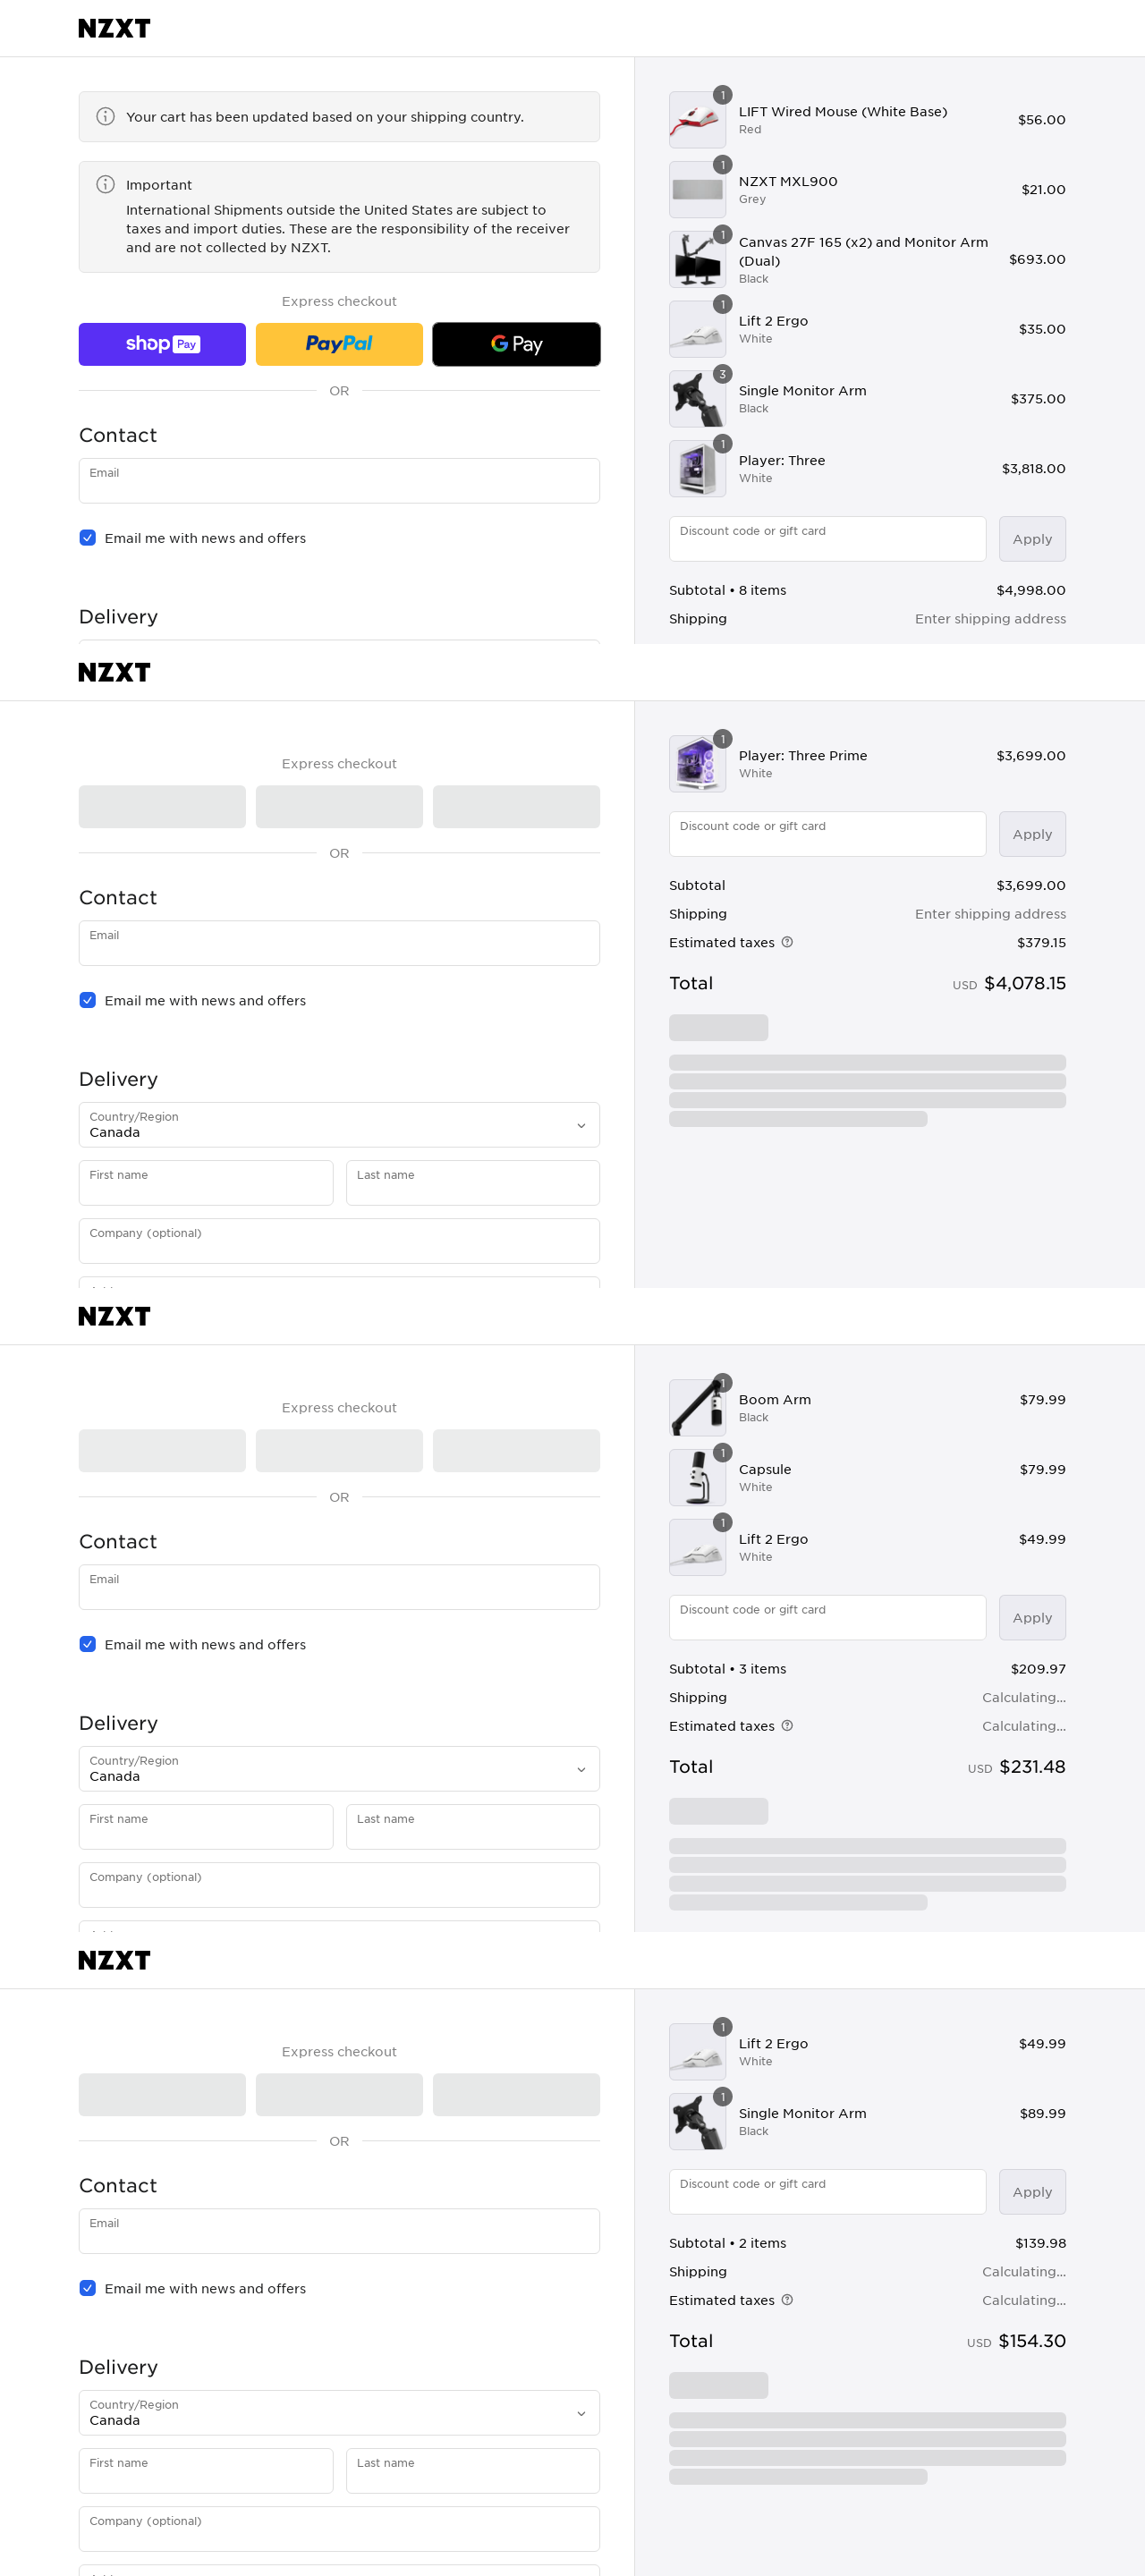 NZXT
Your cart has been updated based on your shipping country.
Important
International Shipments outside the United States are subject to
taxes and import duties. These are the responsibility of the receiver
and are not collected by NZXT.
Express checkout
shop Pay
PayPal
G Pay
OR
Contact
Email
Email me with news and offers
Delivery
1
LIFT Wired Mouse (White Base)
Red
$56.00
1
NZXT MXL900
Grey
$21.00
1
Canvas 27F 165 (x2) and Monitor Arm
(Dual)
Black
$693.00
1
Lift 2 Ergo
White
$35.00
3
Single Monitor Arm
Black
$375.00
1
Player: Three
White
$3,818.00
Discount code or gift card
Apply
Subtotal • 8 items
$4,998.00
Shipping
Enter shipping address
NZXT
Express checkout
OR
Contact
Email
Email me with news and offers
Delivery
Country/Region
Canada
First name
Last name
Company (optional)
1
Player: Three Prime
White
$3,699.00
Discount code or gift card
Apply
Subtotal
$3,699.00
Shipping
Enter shipping address
Estimated taxes
$379.15
Total
USD $4,078.15
NZXT
Express checkout
OR
Contact
Email
Email me with news and offers
Delivery
Country/Region
Canada
First name
Last name
Company (optional)
1
Boom Arm
Black
$79.99
1
Capsule
White
$79.99
1
Lift 2 Ergo
White
$49.99
Discount code or gift card
Apply
Subtotal • 3 items
$209.97
Shipping
Calculating...
Estimated taxes
Calculating...
Total
USD $231.48
NZXT
Express checkout
OR
Contact
Email
Email me with news and offers
Delivery
Country/Region
Canada
First name
Last name
Company (optional)
1
Lift 2 Ergo
White
$49.99
1
Single Monitor Arm
Black
$89.99
Discount code or gift card
Apply
Subtotal • 2 items
$139.98
Shipping
Calculating...
Estimated taxes
Calculating...
Total
USD $154.30